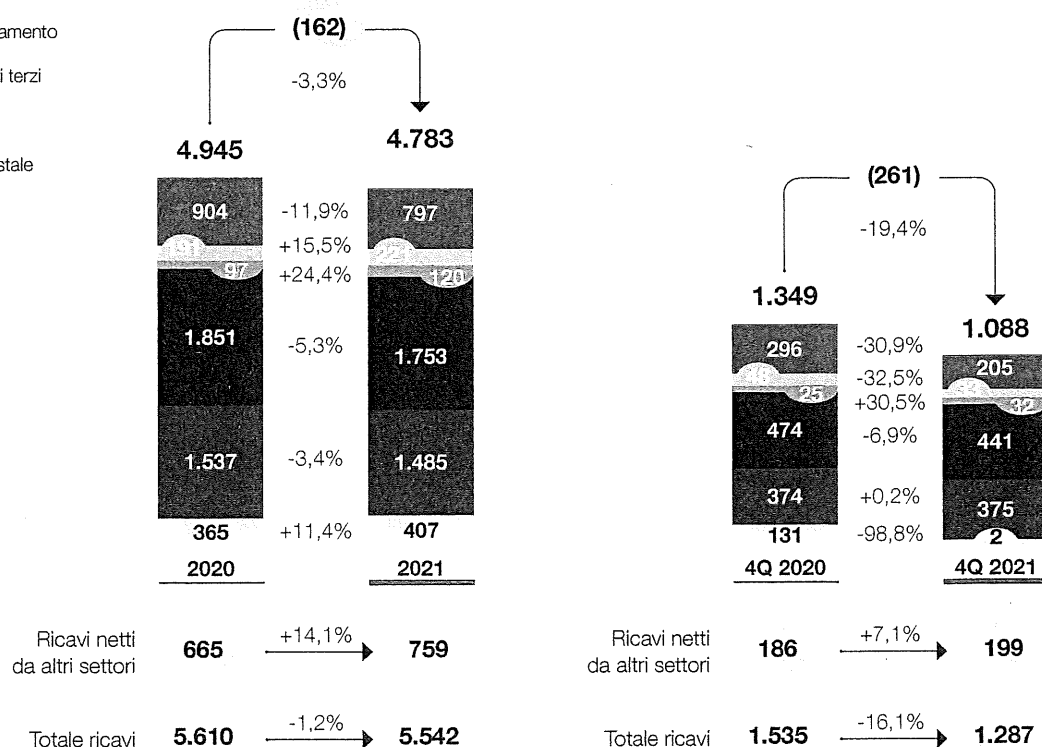 amento
i terzi
stale
(162)
-3,3%
4.945
4.783
904 -11,9% 797
191 +15,5%
97 +24,4% 120
1.851 -5,3% 1.753
1.537 -3,4% 1.485
365 +11,4% 407
2020 2021
Ricavi netti
da altri settori
665 +14,1% 759
Totale ricavi 5.610 -1,2% 5.542
(261)
-19,4%
1.349
1.088
296 -30,9% 205
-32,5%
25 +30,5% 32
474 -6,9% 441
374 +0,2% 375
131 -98,8% 2
4Q 2020 4Q 2021
Ricavi netti
da altri settori
186 +7,1% 199
Totale ricavi 1.535 -16,1% 1.287